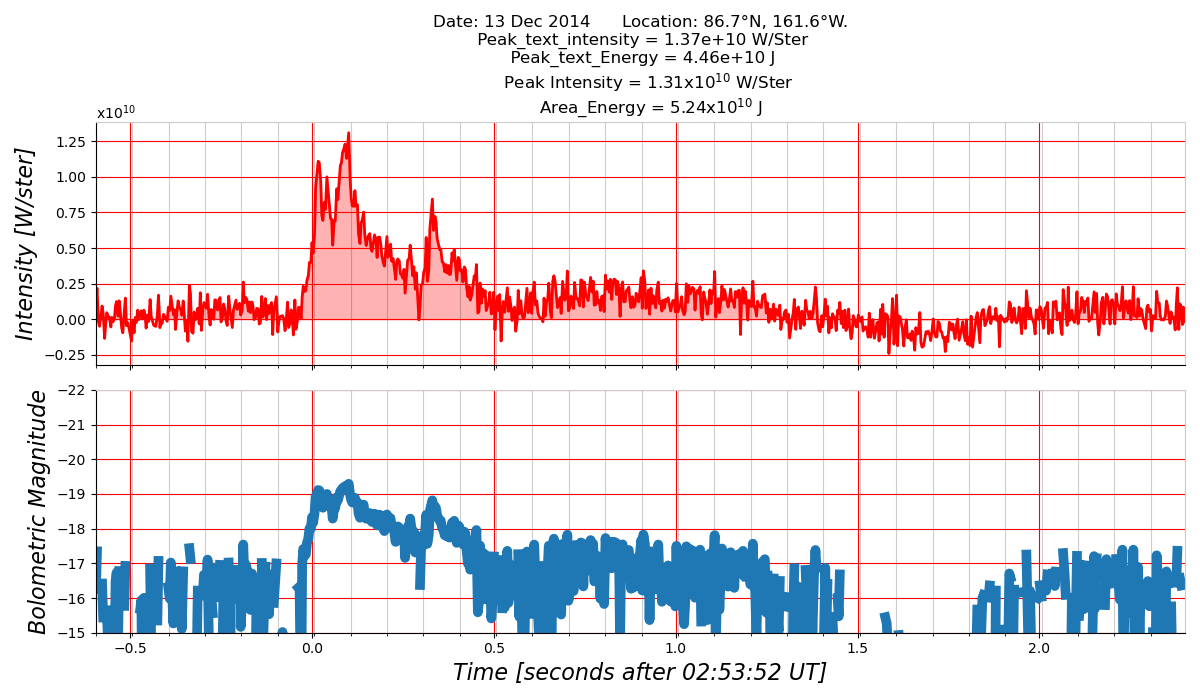 Date: 13 Dec 2014      Location: 86.7°N, 161.6°W.
Peak_text_intensity = 1.37e+10 W/Ster
Peak_text_Energy = 4.46e+10 J
Peak Intensity = 1.31x10¹⁰ W/Ster
Area_Energy = 5.24x10¹⁰ J
x10¹⁰
1.25
1.00
0.75
0.50
0.25
0.00
−0.25
Intensity [W/ster]
−22
−21
−20
−19
−18
−17
−16
−15
Bolometric Magnitude
−0.5 0.0 0.5 1.0 1.5 2.0
Time [seconds after 02:53:52 UT]